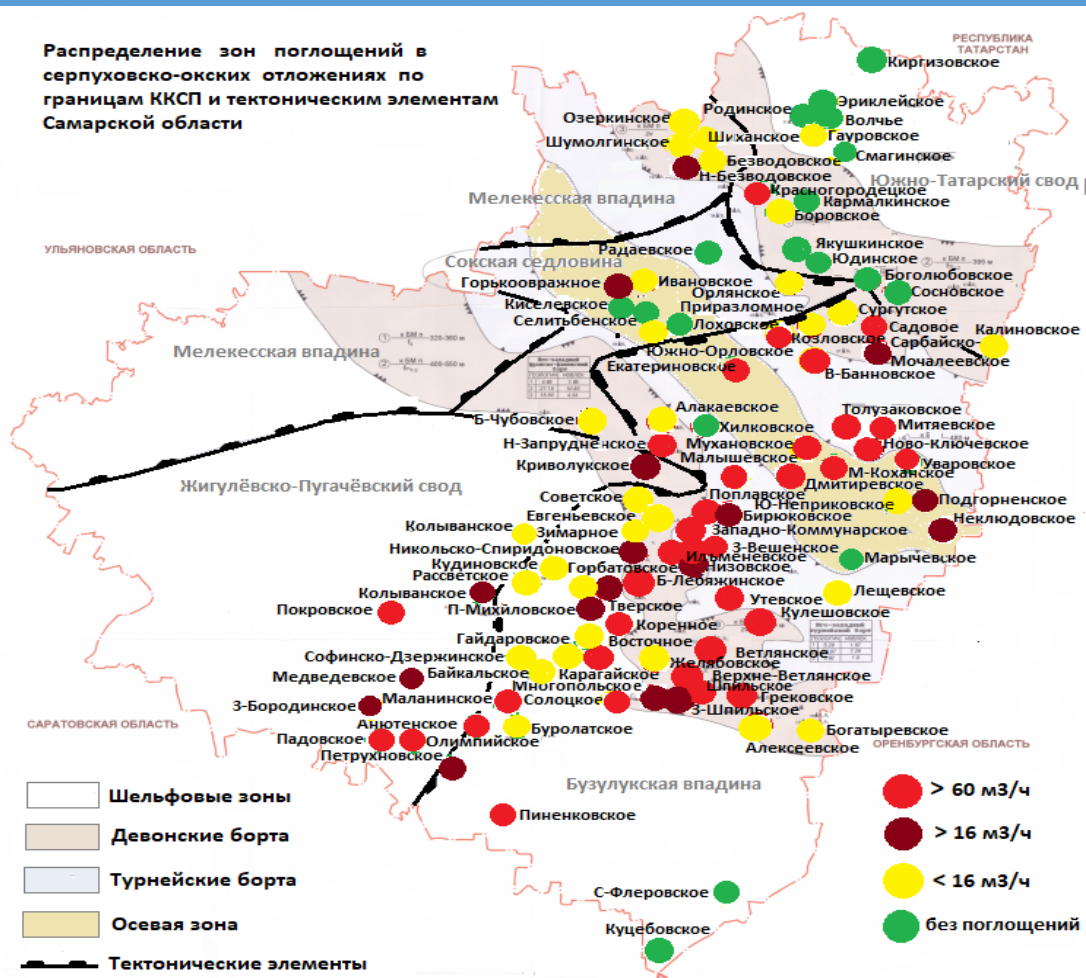 Распределение зон поглощений в
серпуховско-окских отложениях по
границам ККСП и тектоническим элементам
Самарской области
РЕСПУБЛИКА
ТАТАРСТАН
Киргизовское
Родинское
Эриклейское
Волчье
Озеркинское
Шиханское
Гауровское
Шумолгинское
Безводовское
Смагинское
Н-Безводовское
Южно-Татарский свод
Красногородецкое
Мелекесская впадина
Кармалкинское
Боровское
УЛЬЯНОВСКАЯ ОБЛАСТЬ
Радаевское
Якушкинское
Юдинское
Сокская седловина
Горькоовражное
Ивановское
Боголюбовское
Орлянское
Сосновское
Киселевское
Приразломное
Сургутское
Селитьбенское
Лоховское
Садовое
Калиновское
Козловское
Сарбайско-
Мочалеевское
Мелекесская впадина
Южно-Орловское
Екатериновское
В-Банновское
Б-Чубовское
Алакаевское
Толузаковское
Хилковское
Митяевское
Н-Запрудненское
Мухановское
Ново-Ключевское
Малышевское
Уваровское
Криволукское
М-Коханское
Дмитиревское
Жигулёвско-Пугачёвский свод
Советское
Поплавское
Ю-Неприковское
Подгорненское
Евгеньевское
Бирюковское
Неклюдовское
Колыванское
Зимарное
Западно-Коммунарское
Никольско-Спиридоновское
З-Вешенское
Ильменевское
Марычевское
Кудиновское
Горбатовское
Низовское
Рассветское
Б-Лебяжинское
Колыванское
Лещевское
Утевское
Покровское
П-Михйловское
Тверское
Кулешовское
Коренное
Гайдаровское
Восточное
Ветлянское
Софинско-Дзержинское
Желябовское
Байкальское
Карагайское
Верхне-Ветлянское
Медведевское
Многопольское
Шпильское
З-Бородинское
Маланинское
Солоцкое
Грековское
З-Шпильское
САРАТОВСКАЯ ОБЛАСТЬ
Анютенское
Буролатское
Богатыревское
Падовское
Олимпийское
Алексеевское
ОРЕНБУРГСКАЯ ОБЛАСТЬ
Петрухновское
Бузулукская впадина
Шельфовые зоны
> 60 м3/ч
Пиненковское
Девонские борта
> 16 м3/ч
Турнейские борта
< 16 м3/ч
С-Флеровское
Осевая зона
без поглощений
Куцебовское
Тектонические элементы